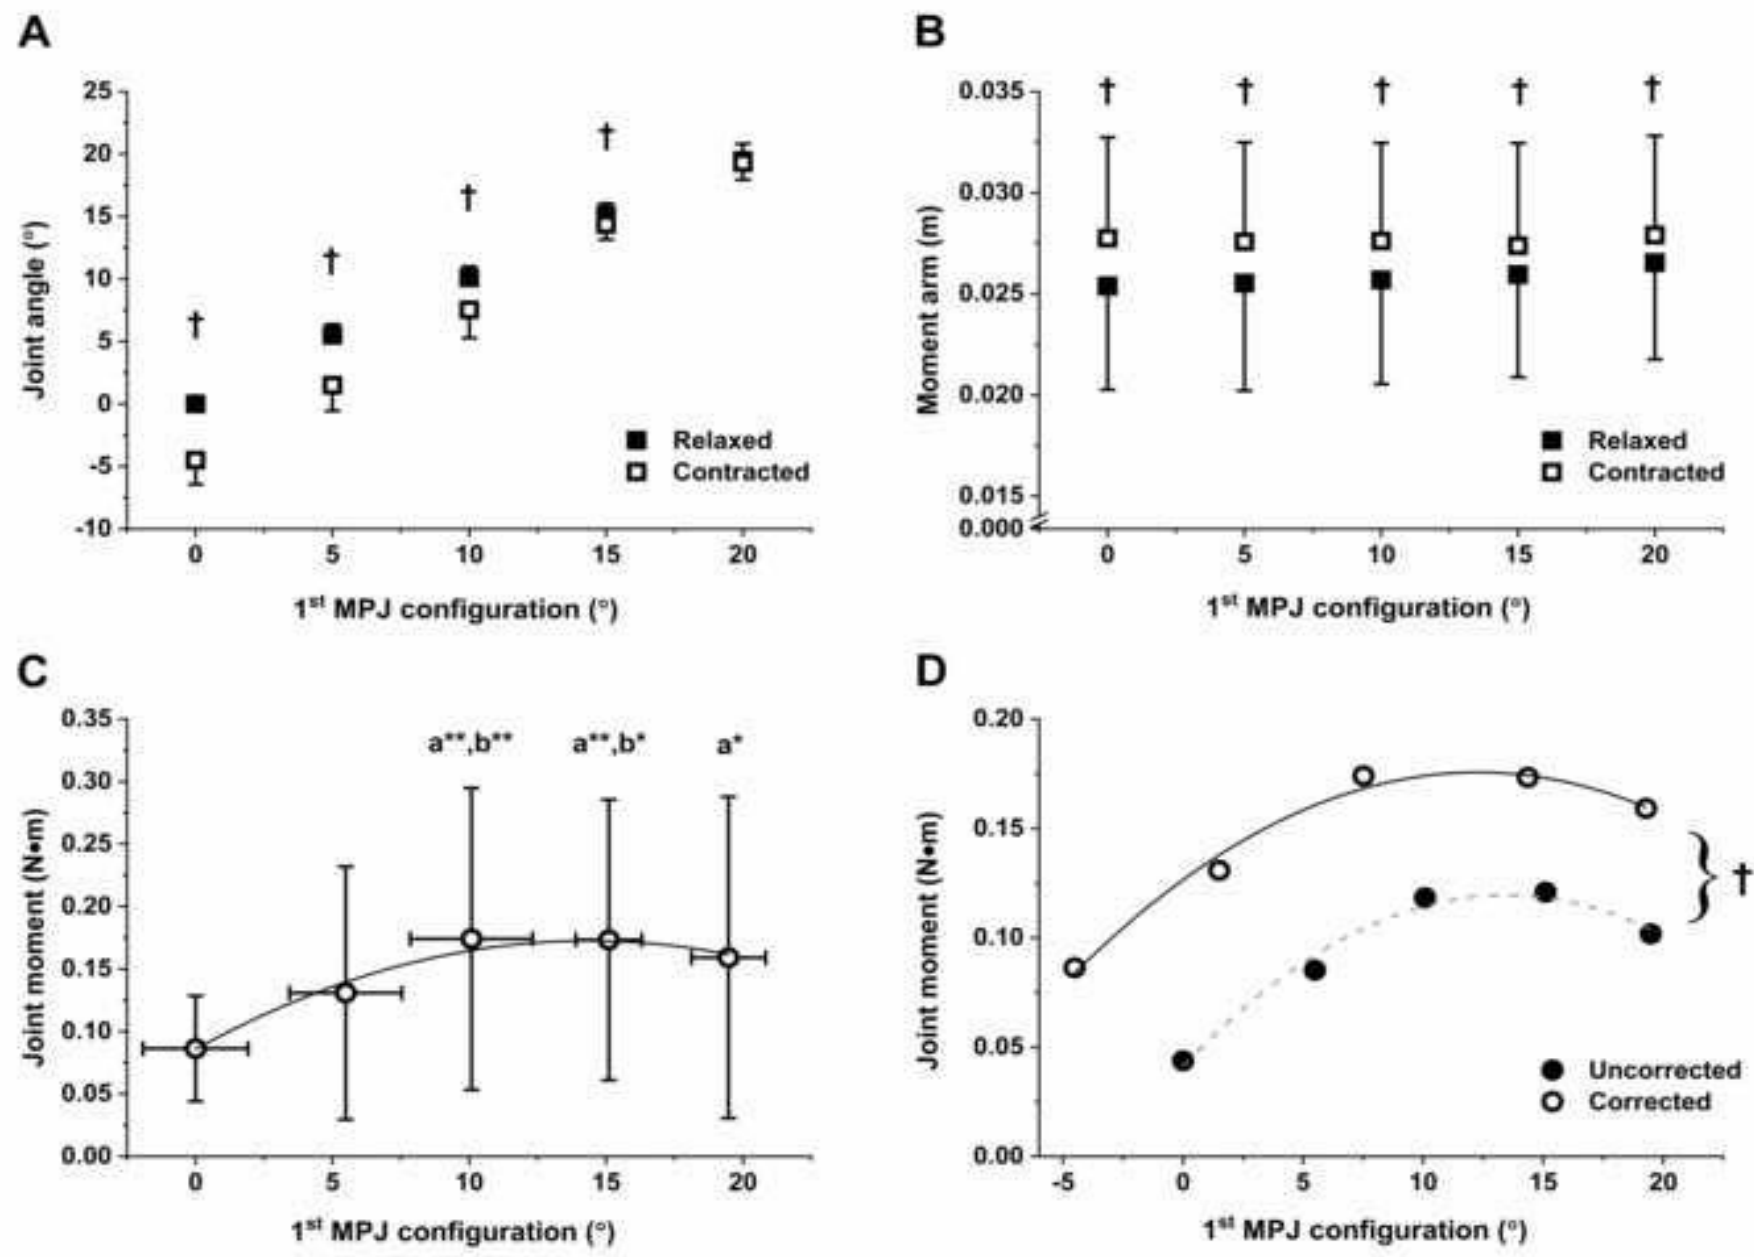 A
25
20
15
10
5
0
-5
-10
Joint angle (°)
†
†
†
†
Relaxed
Contracted
0 5 10 15 20
1st MPJ configuration (°)
B
0.035
0.030
0.025
0.020
0.015
0.000
Moment arm (m)
† † † † †
Relaxed
Contracted
0 5 10 15 20
1st MPJ configuration (°)
C
0.35
0.30
0.25
0.20
0.15
0.10
0.05
0.00
Joint moment (N•m)
a**,b** a**,b* a*
0 5 10 15 20
1st MPJ configuration (°)
D
0.20
0.15
0.10
0.05
0.00
Joint moment (N•m)
} †
Uncorrected
Corrected
-5 0 5 10 15 20
1st MPJ configuration (°)